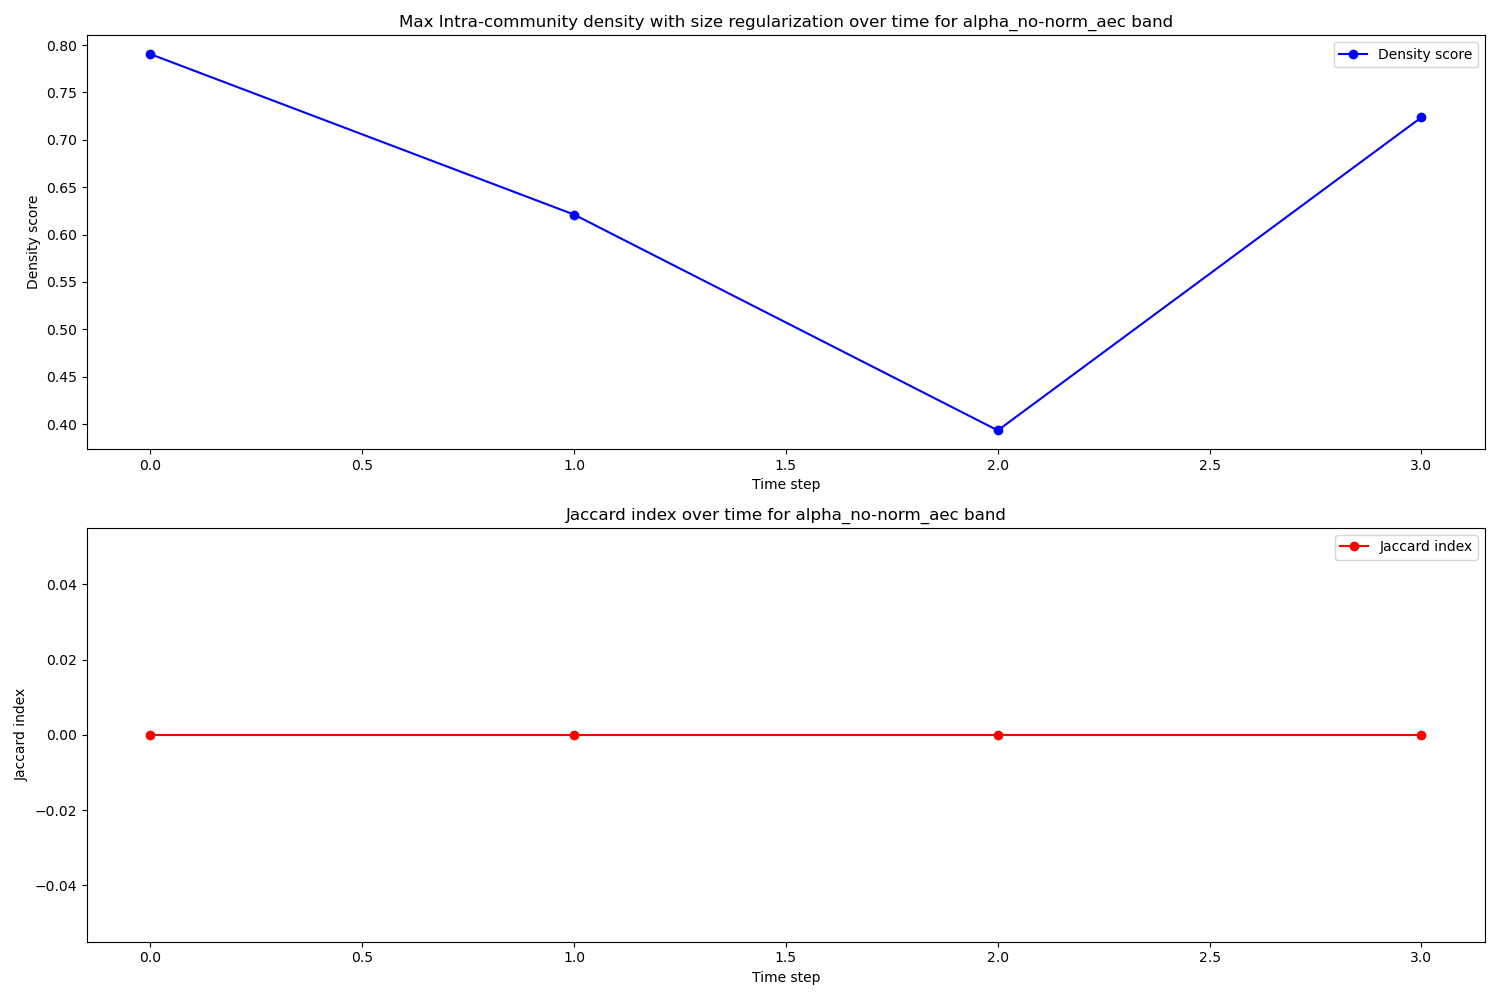 Max Intra-community density with size regularization over time for alpha_no-norm_aec band
Density score
0.80
0.75
0.70
0.65
0.60
0.55
0.50
0.45
0.40
Density score
0.0 0.5 1.0 1.5 2.0 2.5 3.0
Time step
Jaccard index over time for alpha_no-norm_aec band
Jaccard index
0.04
0.02
0.00
−0.02
−0.04
Jaccard index
0.0 0.5 1.0 1.5 2.0 2.5 3.0
Time step